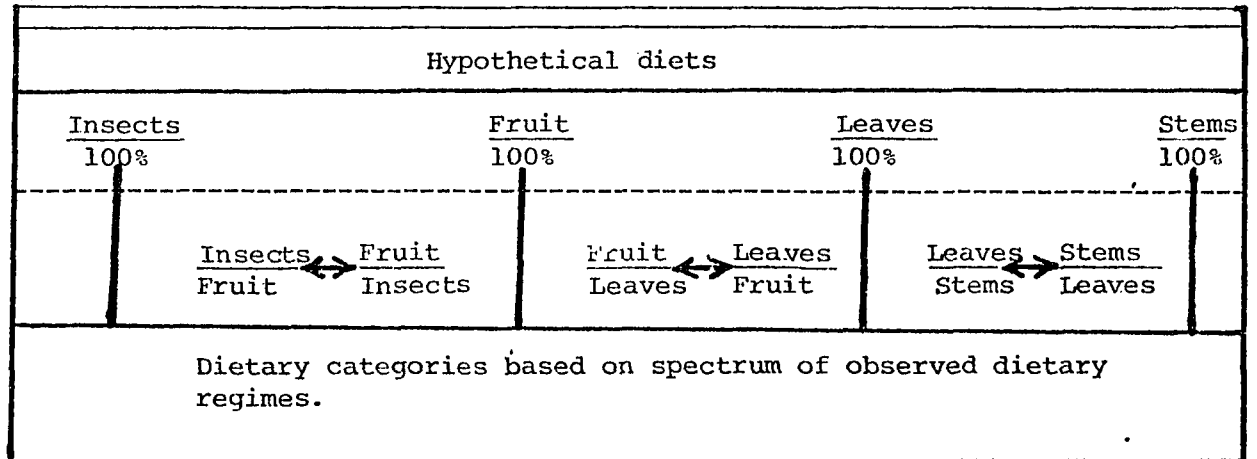 Hypothetical diets
Insects Fruit Leaves Stems
100% 100% 100% 100%
Insects Fruit Fruit Leaves Leaves Stems
Fruit Insects Leaves Fruit Stems Leaves
Dietary categories based on spectrum of observed dietary
regimes.